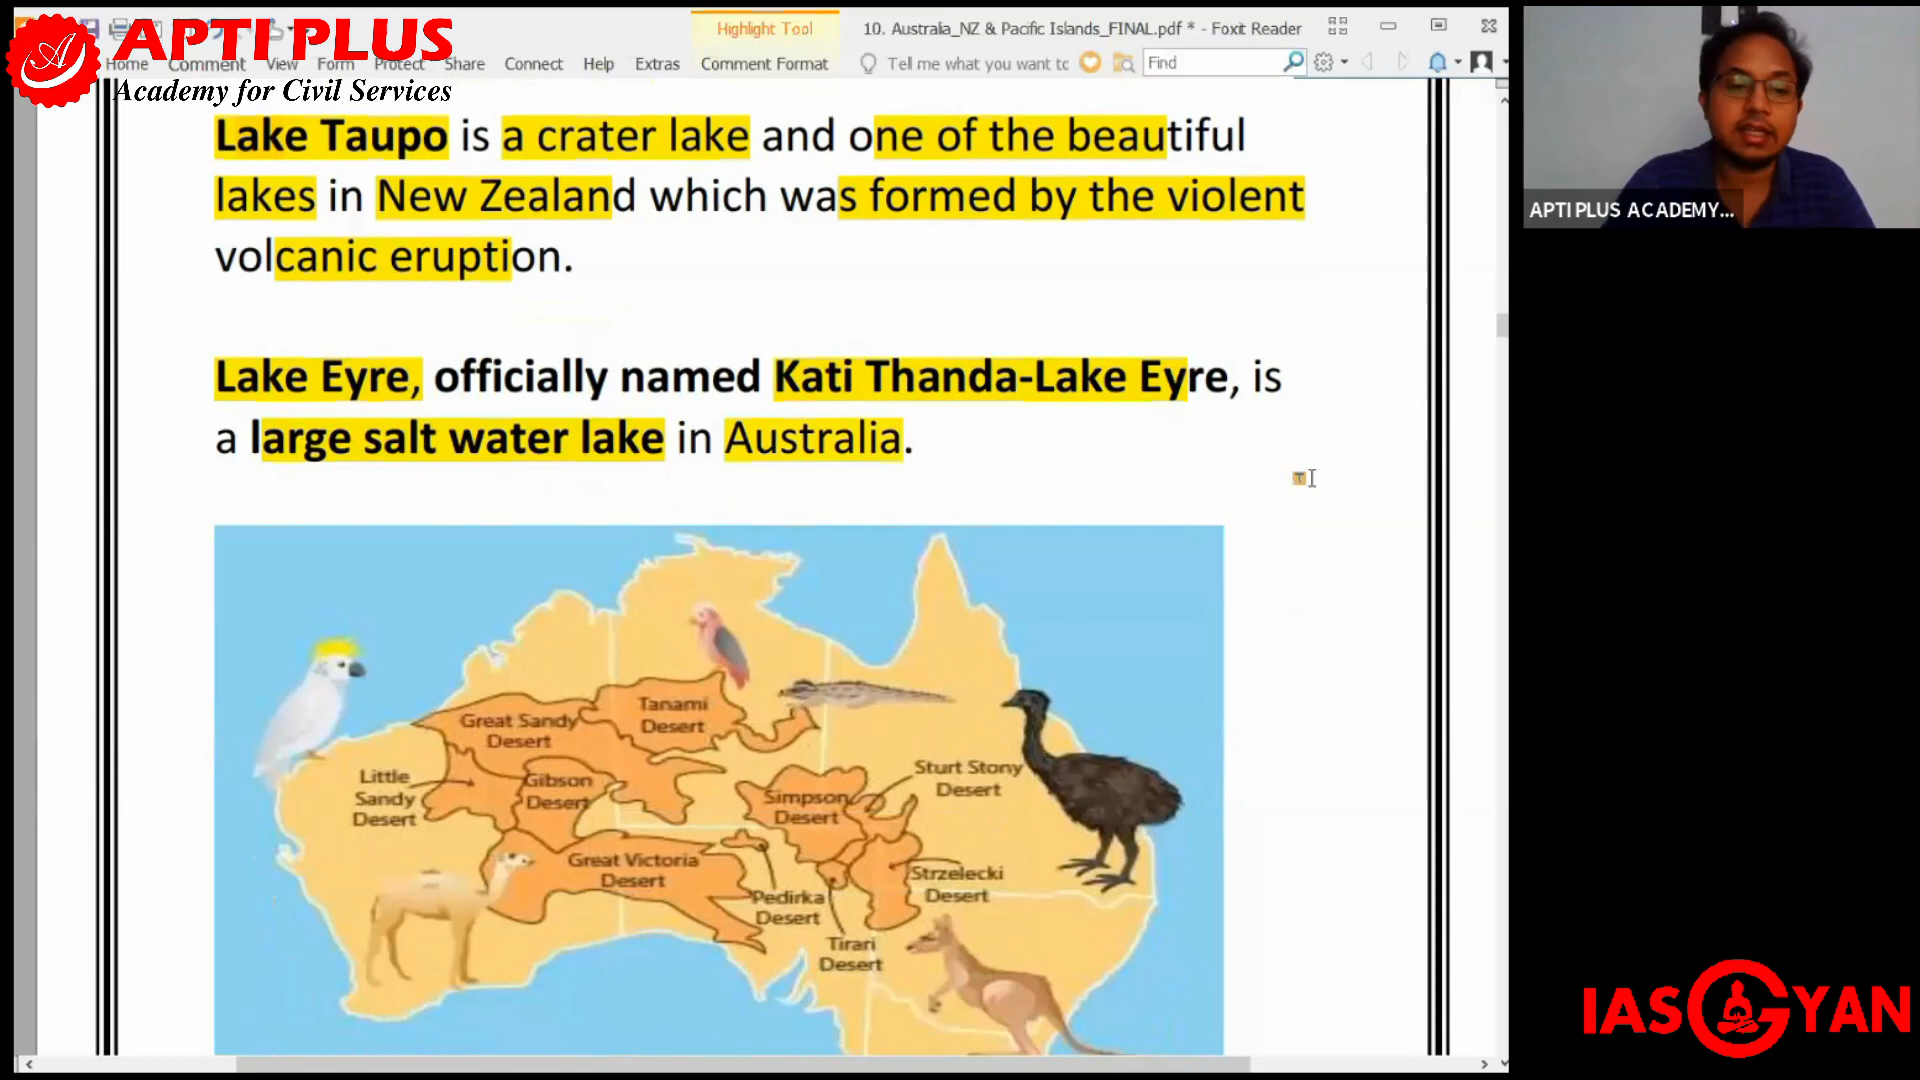 APTI PLUS
Academy for Civil Services
Highlight Tool
10. Australia_NZ & Pacific Islands_FINAL.pdf * - Foxit Reader
Home Comment View Form Protect Share Connect Help Extras Comment Format Tell me what you want to Find
Lake Taupo is a crater lake and one of the beautiful
lakes in New Zealand which was formed by the violent
volcanic eruption.
Lake Eyre, officially named Kati Thanda-Lake Eyre, is
a large salt water lake in Australia.
Great Sandy
Desert
Tanami
Desert
Little
Sandy
Desert
Gibson
Desert
Simpson
Desert
Sturt Stony
Desert
Great Victoria
Desert
Pedirka
Desert
Strzelecki
Desert
Tirari
Desert
APTI PLUS ACADEMY...
IAS GYAN